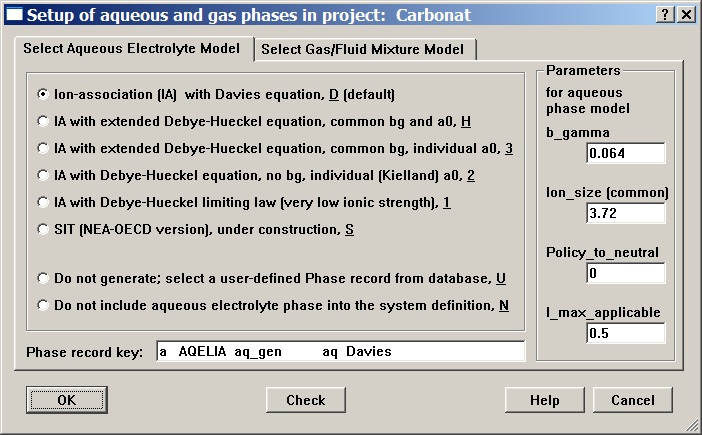 Setup of aqueous and gas phases in project: Carbonat
Select Aqueous Electrolyte Model
Select Gas/Fluid Mixture Model
Ion-association (IA) with Davies equation, D (default)
IA with extended Debye-Hueckel equation, common bg and a0, H
IA with extended Debye-Hueckel equation, common bg, individual a0, 3
IA with Debye-Hueckel equation, no bg, individual (Kielland) a0, 2
IA with Debye-Hueckel limiting law (very low ionic strength), 1
SIT (NEA-OECD version), under construction, S
Do not generate; select a user-defined Phase record from database, U
Do not include aqueous electrolyte phase into the system definition, N
Phase record key: a AQELIA aq_gen aq Davies
Parameters
for aqueous
phase model
b_gamma
0.064
Ion_size (common)
3.72
Policy_to_neutral
0
I_max_applicable
0.5
OK
Check
Help
Cancel